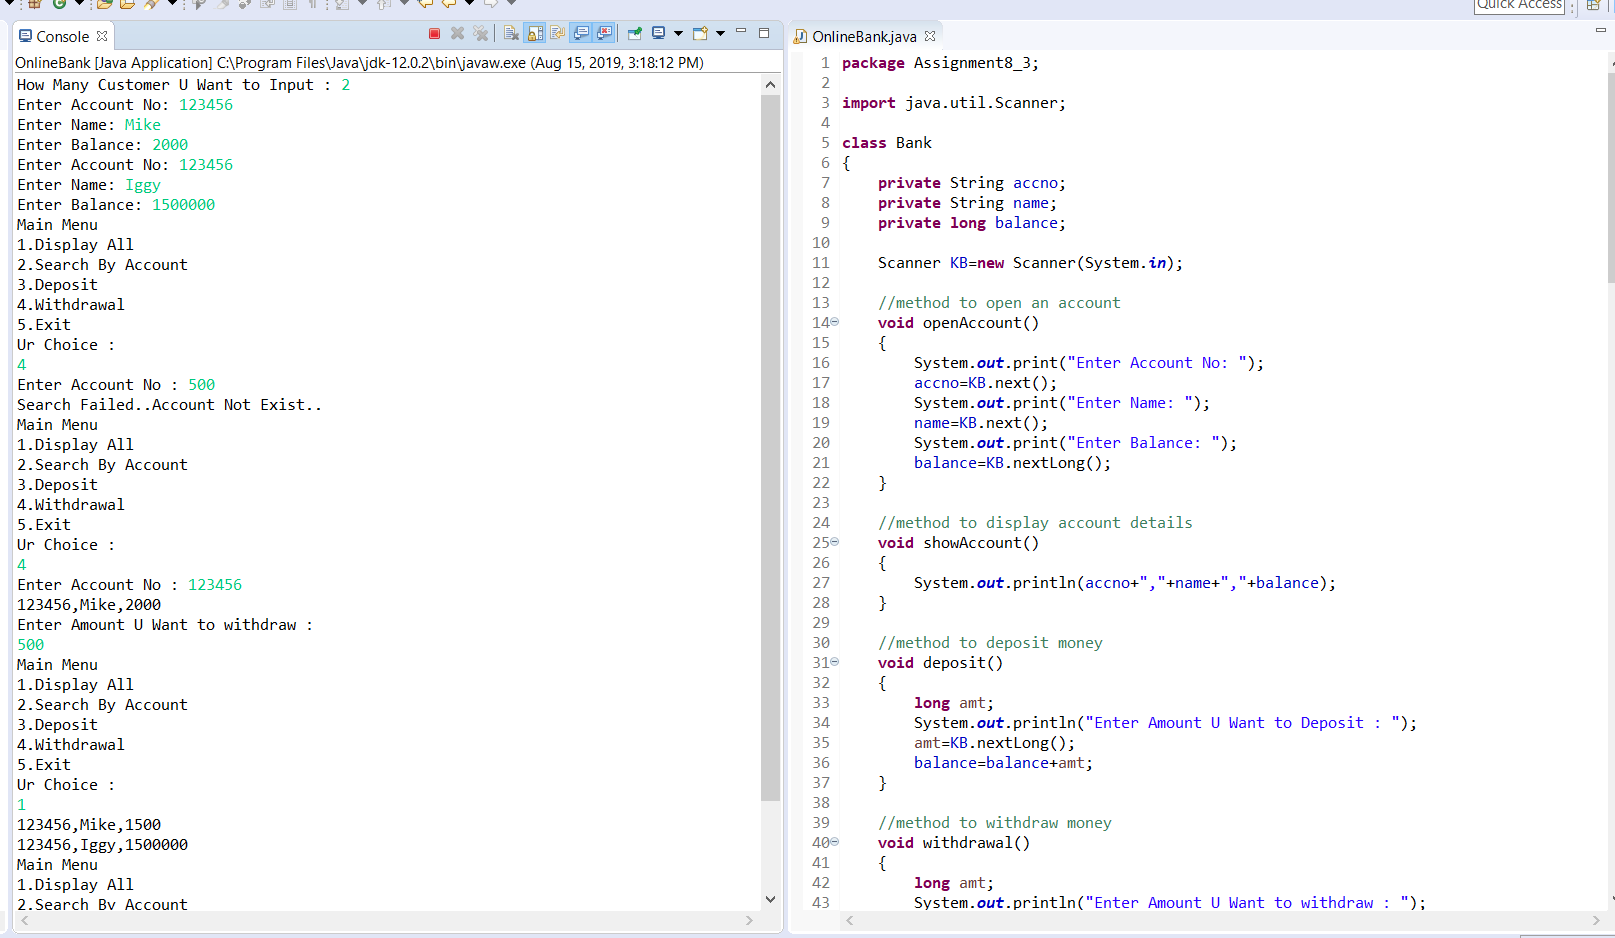 Quick Access
Console
OnlineBank [Java Application] C:\Program Files\Java\jdk-12.0.2\bin\javaw.exe (Aug 15, 2019, 3:18:12 PM)
How Many Customer U Want to Input : 2
Enter Account No: 123456
Enter Name: Mike
Enter Balance: 2000
Enter Account No: 123456
Enter Name: Iggy
Enter Balance: 1500000
Main Menu
1.Display All
2.Search By Account
3.Deposit
4.Withdrawal
5.Exit
Ur Choice :
4
Enter Account No : 500
Search Failed..Account Not Exist..
Main Menu
1.Display All
2.Search By Account
3.Deposit
4.Withdrawal
5.Exit
Ur Choice :
4
Enter Account No : 123456
123456,Mike,2000
Enter Amount U Want to withdraw :
500
Main Menu
1.Display All
2.Search By Account
3.Deposit
4.Withdrawal
5.Exit
Ur Choice :
1
123456,Mike,1500
123456,Iggy,1500000
Main Menu
1.Display All
2.Search By Account
OnlineBank.java
1 package Assignment8_3;
2
3 import java.util.Scanner;
4
5 class Bank
6 {
7 private String accno;
8 private String name;
9 private long balance;
10
11 Scanner KB=new Scanner(System.in);
12
13 //method to open an account
14 void openAccount()
15 {
16 System.out.print("Enter Account No: ");
17 accno=KB.next();
18 System.out.print("Enter Name: ");
19 name=KB.next();
20 System.out.print("Enter Balance: ");
21 balance=KB.nextLong();
22 }
23
24 //method to display account details
25 void showAccount()
26 {
27 System.out.println(accno+","+name+","+balance);
28 }
29
30 //method to deposit money
31 void deposit()
32 {
33 long amt;
34 System.out.println("Enter Amount U Want to Deposit : ");
35 amt=KB.nextLong();
36 balance=balance+amt;
37 }
38
39 //method to withdraw money
40 void withdrawal()
41 {
42 long amt;
43 System.out.println("Enter Amount U Want to withdraw : ");